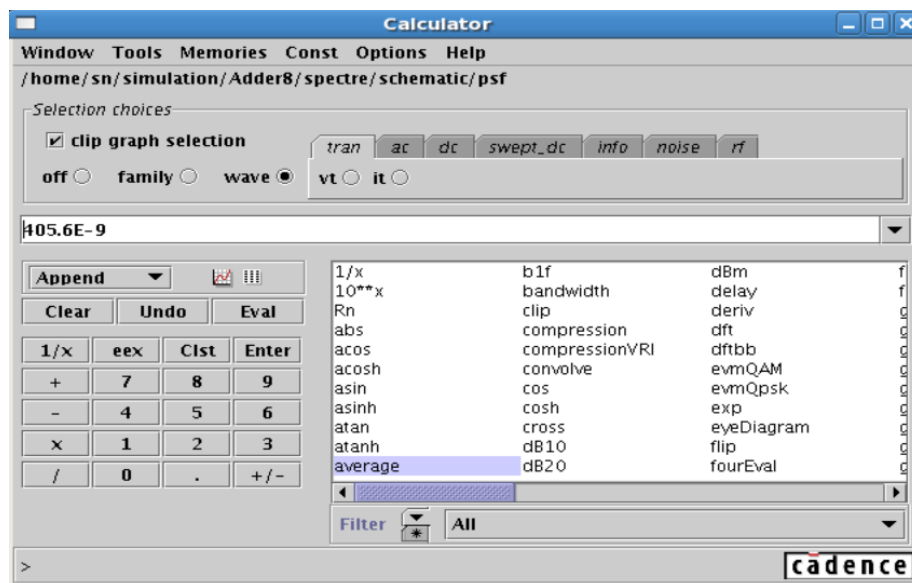 Calculator
Window Tools Memories Const Options Help
/home/sn/simulation/Adder8/spectre/schematic/psf
Selection choices
clip graph selection
off family wave
tran ac dc swept_dc info noise rf
vt it
405.6E-9
Append
Clear Undo Eval
1/x eex Clst Enter
+ 7 8 9
- 4 5 6
x 1 2 3
/ 0 . +/-
1/x b1f dBm f
10**x bandwidth delay f
Rn clip deriv
abs compression dft
acos compressionVRI dftbb
acosh convolve evmQAM
asin cos evmQpsk
asinh cosh exp
atan cross eyeDiagram
atanh dB10 flip
average dB20 fourEval
Filter All
>
cādence